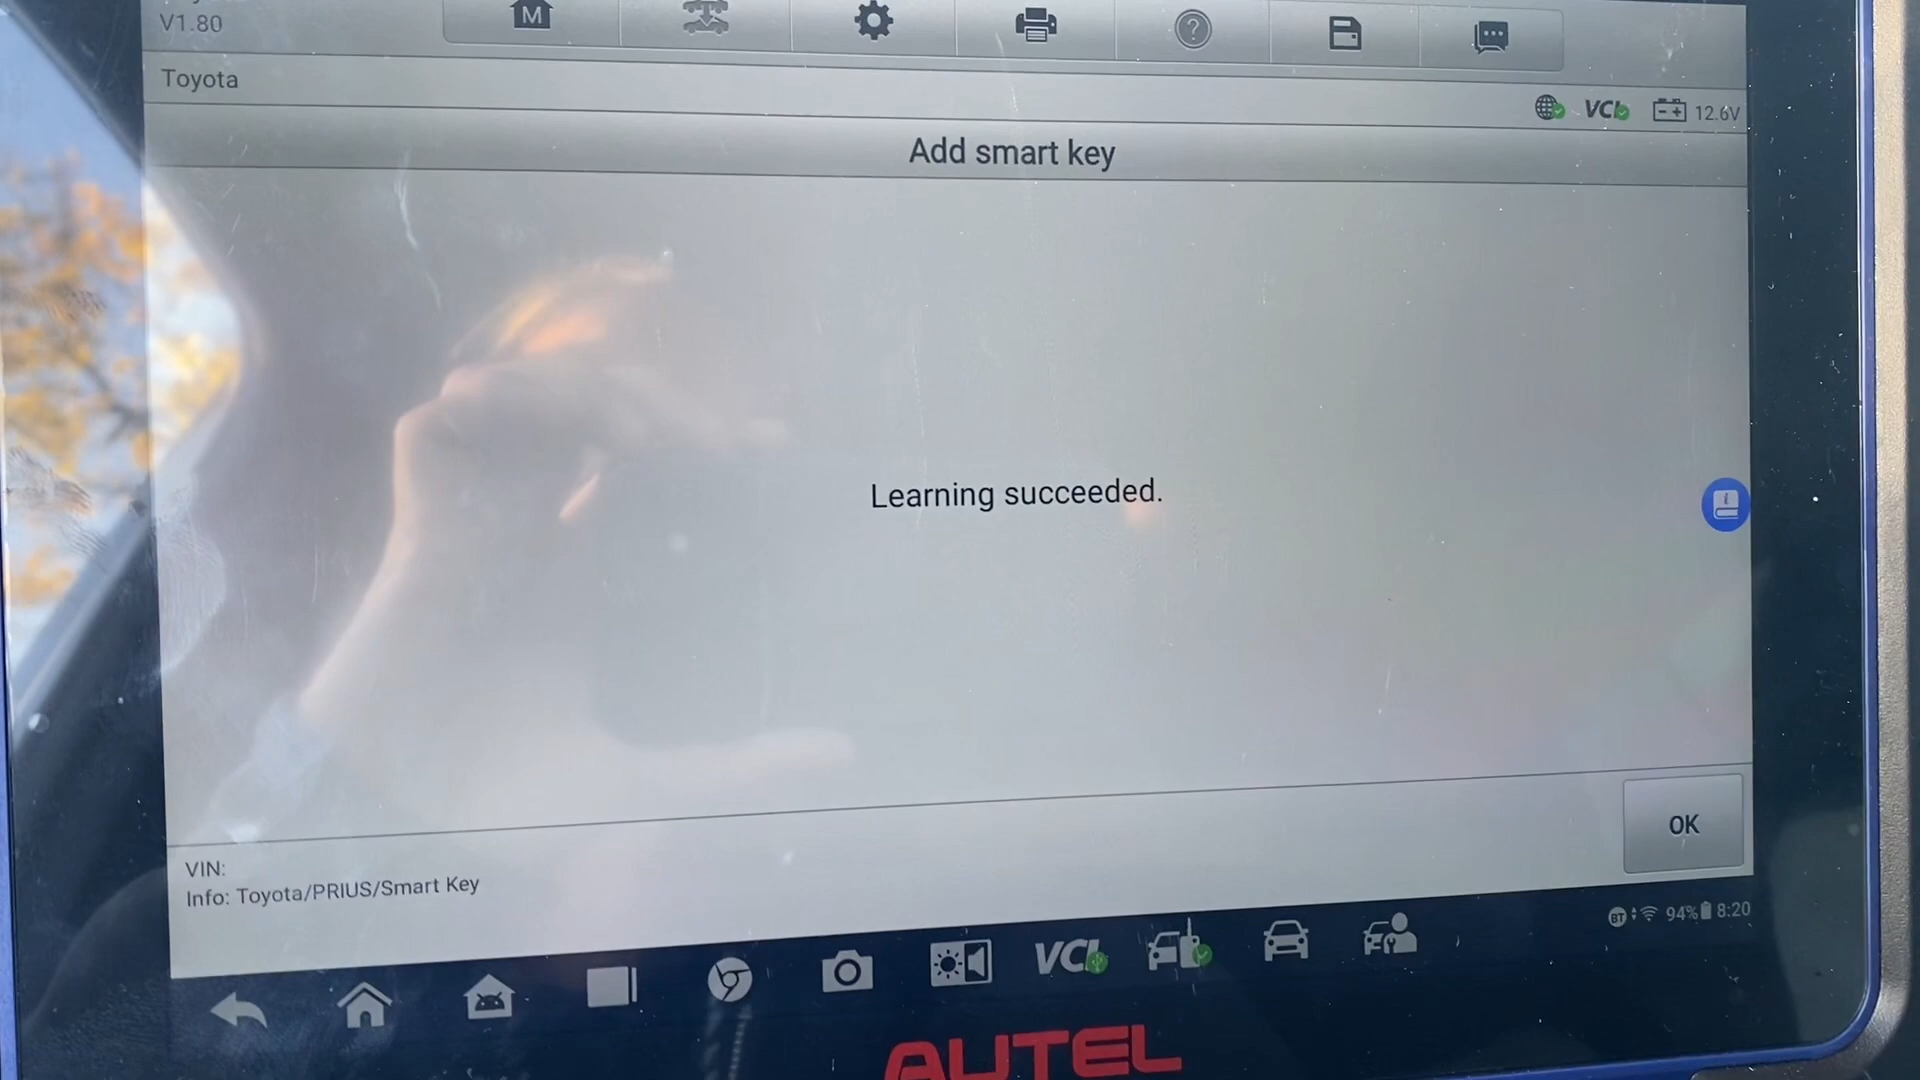 V1.80
M
?
Toyota
VCI 12.6V
Add smart key
Learning succeeded.
OK
VIN:
Info: Toyota/PRIUS/Smart Key
BT 94% 8:20
VCI
AUTEL